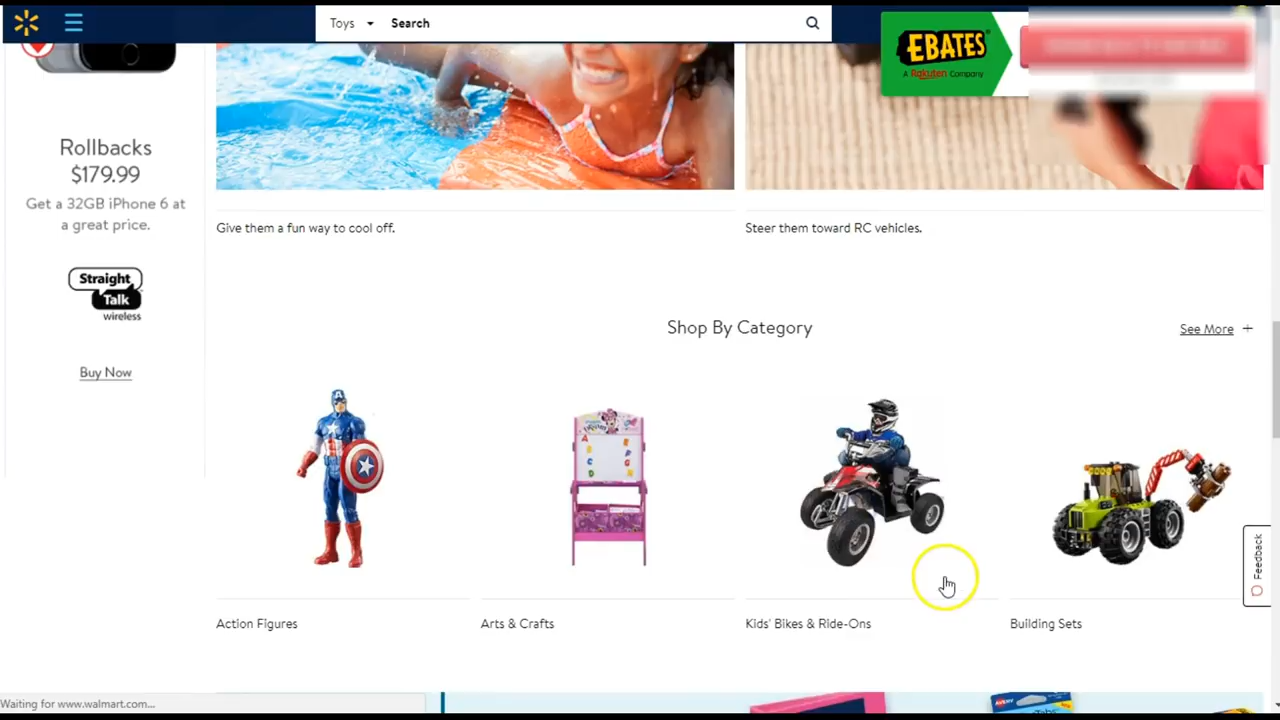 Toys
Search
EBATES
A Rakuten Company
Rollbacks
$179.99
Get a 32GB iPhone 6 at
a great price.
Straight
Talk
wireless
Buy Now
Give them a fun way to cool off.
Steer them toward RC vehicles.
Shop By Category
See More +
Action Figures
Arts & Crafts
Kids' Bikes & Ride-Ons
Building Sets
Feedback
AVERY
Waiting for www.walmart.com...